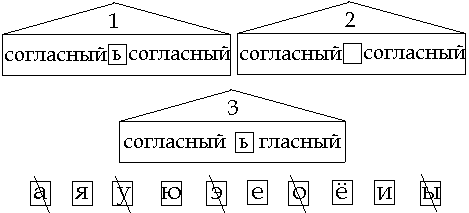 1 2
согласный ь согласный согласный согласный
3
согласный ь гласный
а я у ю э е о ё и ы